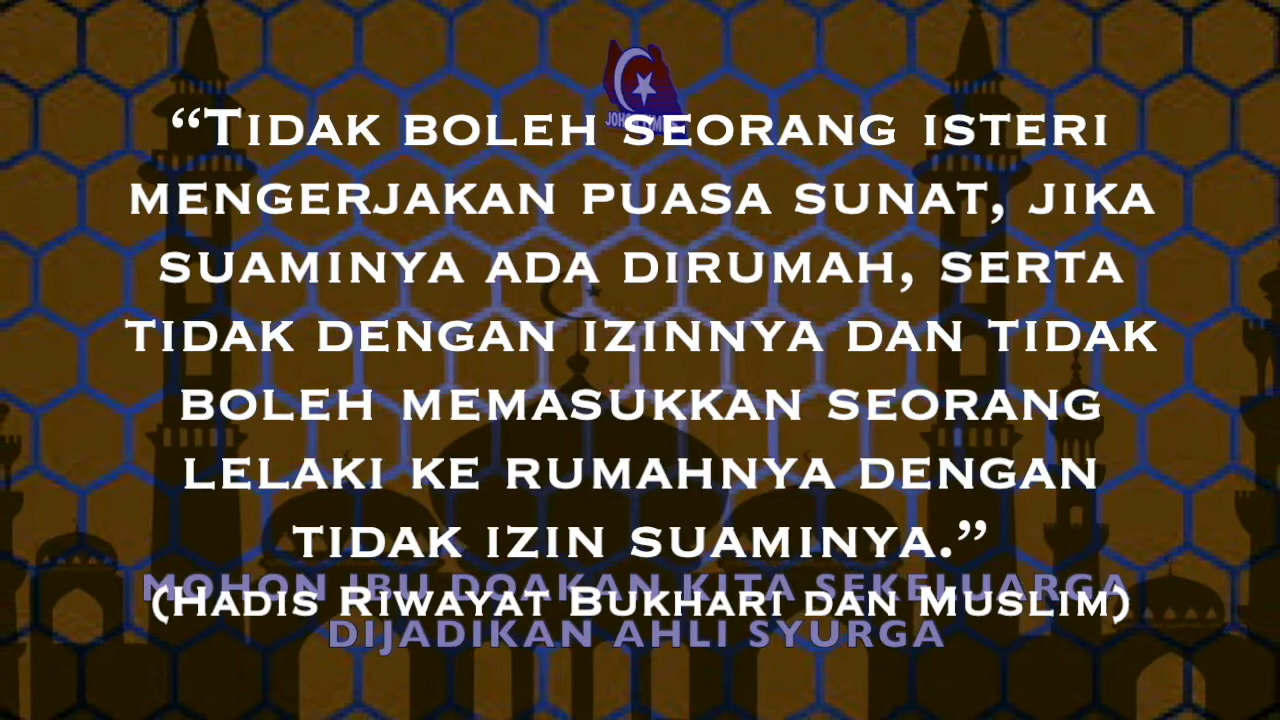 “TIDAK BOLEH SEORANG ISTERI
MENGERJAKAN PUASA SUNAT, JIKA
SUAMINYA ADA DIRUMAH, SERTA
TIDAK DENGAN IZINNYA DAN TIDAK
BOLEH MEMASUKKAN SEORANG
LELAKI KE RUMAHNYA DENGAN
TIDAK IZIN SUAMINYA.”
MOHON IBU DOAKAN KITA SEKELUARGA
(HADIS RIWAYAT BUKHARI DAN MUSLIM)
DIJADIKAN AHLI SYURGA